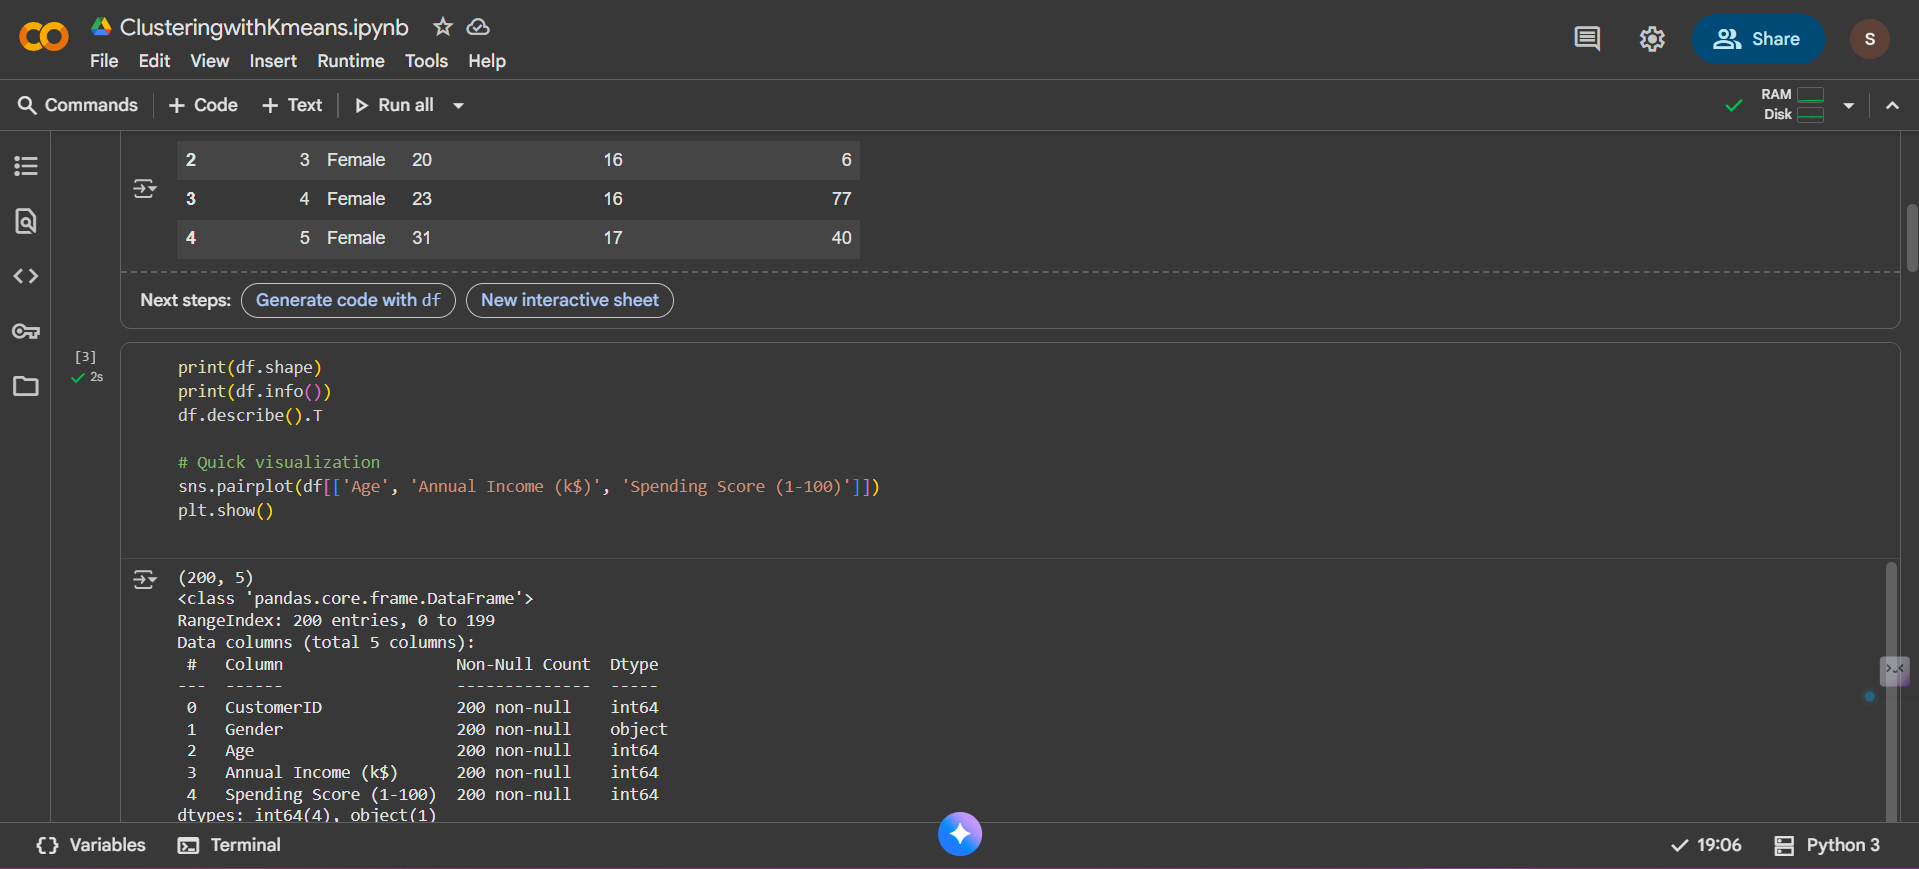 ClusteringwithKmeans.ipynb
File Edit View Insert Runtime Tools Help
Share
S
Commands + Code + Text Run all
RAM
Disk
2 3 Female 20 16 6
3 4 Female 23 16 77
4 5 Female 31 17 40
Next steps: Generate code with df New interactive sheet
[3]
2s
print(df.shape)
print(df.info())
df.describe().T
# Quick visualization
sns.pairplot(df[['Age', 'Annual Income (k$)', 'Spending Score (1-100)']])
plt.show()
(200, 5)
<class 'pandas.core.frame.DataFrame'>
RangeIndex: 200 entries, 0 to 199
Data columns (total 5 columns):
# Column Non-Null Count Dtype
--- ------ -------------- -----
0 CustomerID 200 non-null int64
1 Gender 200 non-null object
2 Age 200 non-null int64
3 Annual Income (k$) 200 non-null int64
4 Spending Score (1-100) 200 non-null int64
dtypes: int64(4), object(1)
Variables Terminal 19:06 Python 3